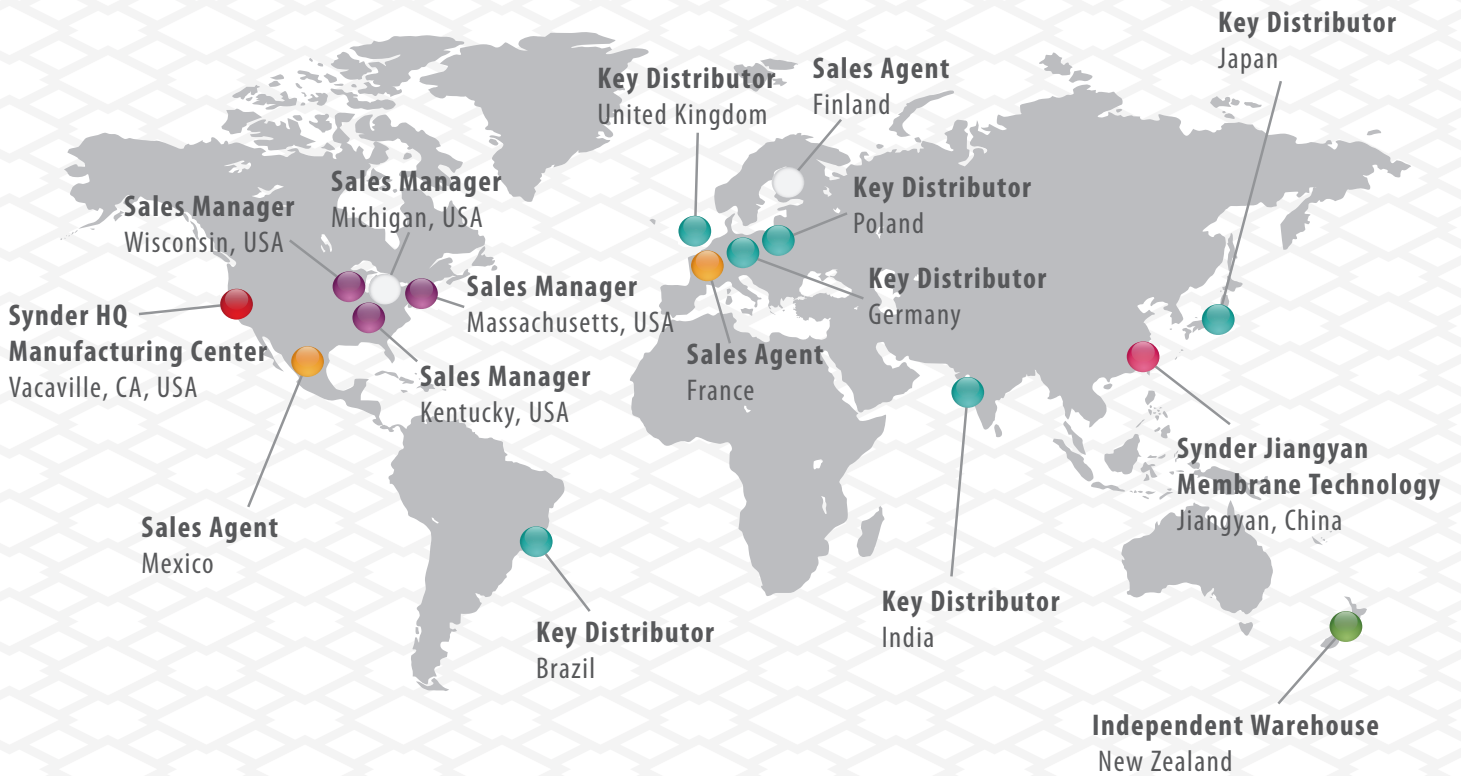 Key Distributor
Japan
Key Distributor
United Kingdom
Sales Agent
Finland
Sales Manager
Michigan, USA
Sales Manager
Wisconsin, USA
Key Distributor
Poland
Key Distributor
Germany
Sales Manager
Massachusetts, USA
Synder HQ
Manufacturing Center
Vacaville, CA, USA
Sales Agent
France
Sales Manager
Kentucky, USA
Synder Jiangyan
Membrane Technology
Jiangyan, China
Sales Agent
Mexico
Key Distributor
India
Key Distributor
Brazil
Independent Warehouse
New Zealand